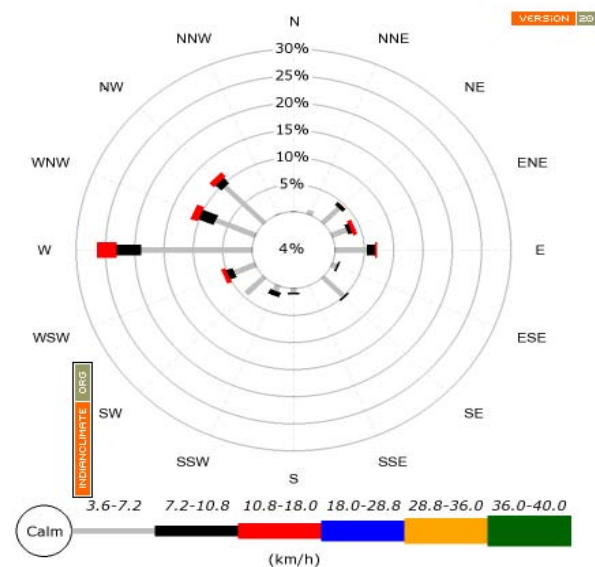 VERSION 20
N
NNW NNE
30%
25%
NW NE
20%
15%
WNW 10% ENE
5%
W 4% E
WSW ESE
SW SE
SSW SSE
S
INDIANCLIMATE ORG
3.6-7.2 7.2-10.8 10.8-18.0 18.0-28.8 28.8-36.0 36.0-40.0
Calm
(km/h)